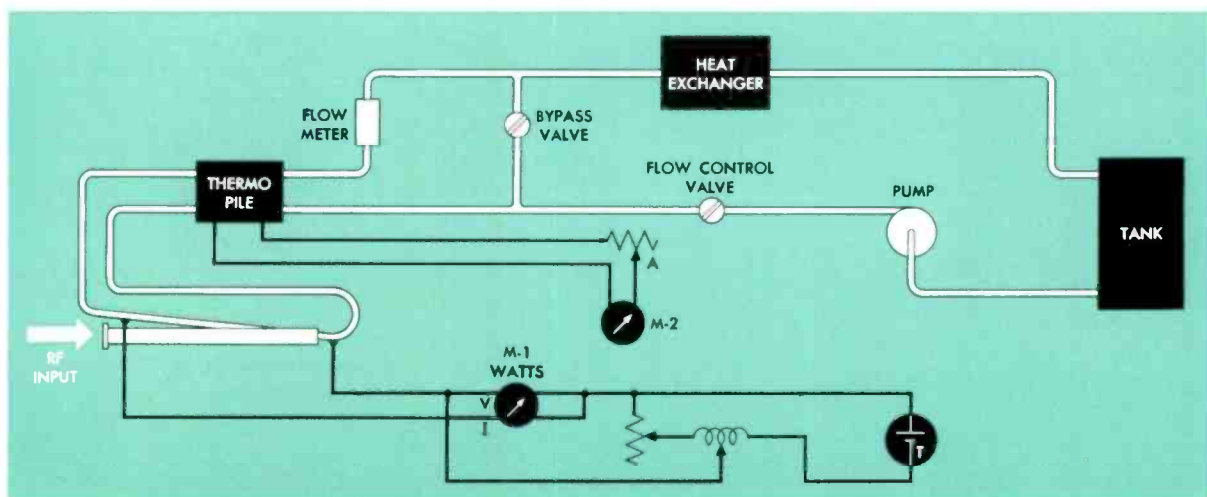 HEAT
EXCHANGER
FLOW
METER
BYPASS
VALVE
FLOW CONTROL
VALVE
THERMO
PILE
PUMP
TANK
A
M-2
RF
INPUT
M-1
WATTS
V
I
T